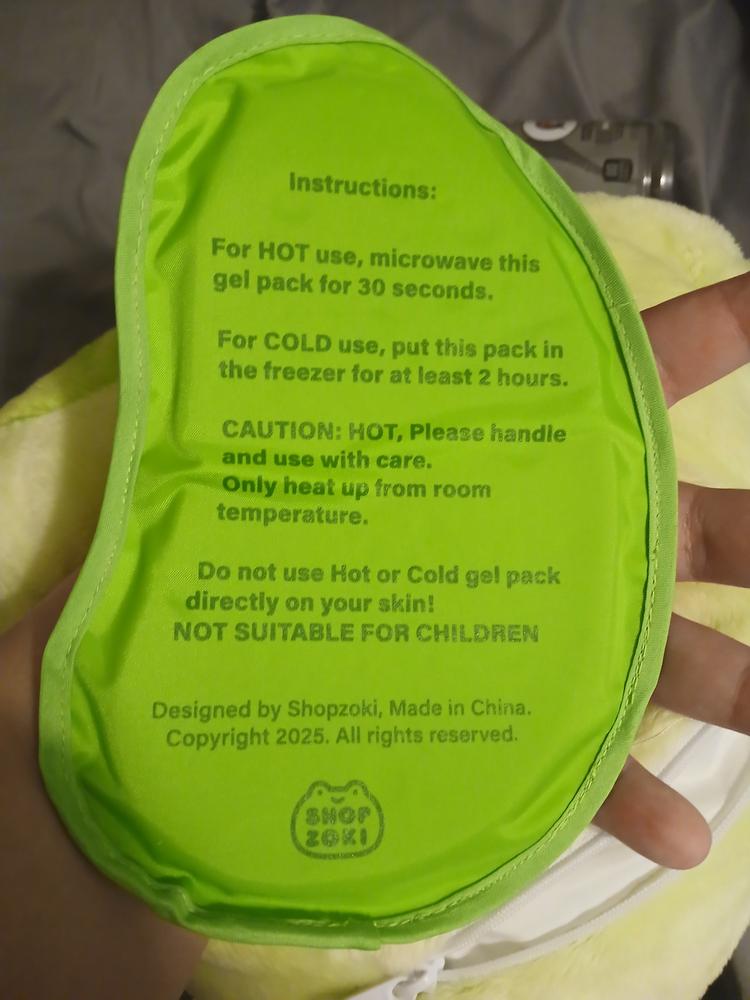 Instructions:
For HOT use, microwave this
gel pack for 30 seconds.
For COLD use, put this pack in
the freezer for at least 2 hours.
CAUTION: HOT, Please handle
and use with care.
Only heat up from room
temperature.
Do not use Hot or Cold gel pack
directly on your skin!
NOT SUITABLE FOR CHILDREN
Designed by Shopzoki, Made in China.
Copyright 2025. All rights reserved.
SHOP
ZOKI